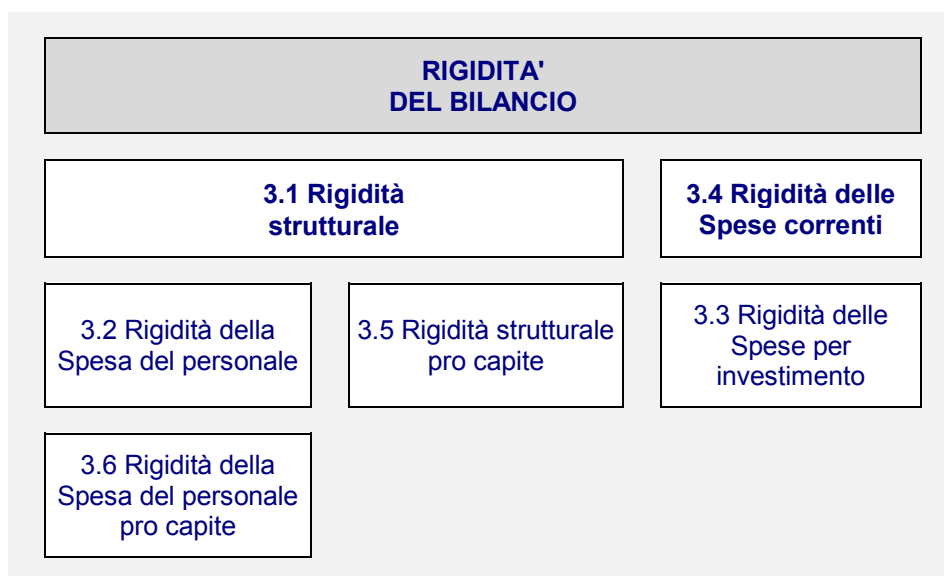 RIGIDITA'
DEL BILANCIO
3.1 Rigidità
strutturale
3.4 Rigidità delle
Spese correnti
3.2 Rigidità della
Spesa del personale
3.5 Rigidità strutturale
pro capite
3.3 Rigidità delle
Spese per
investimento
3.6 Rigidità della
Spesa del personale
pro capite